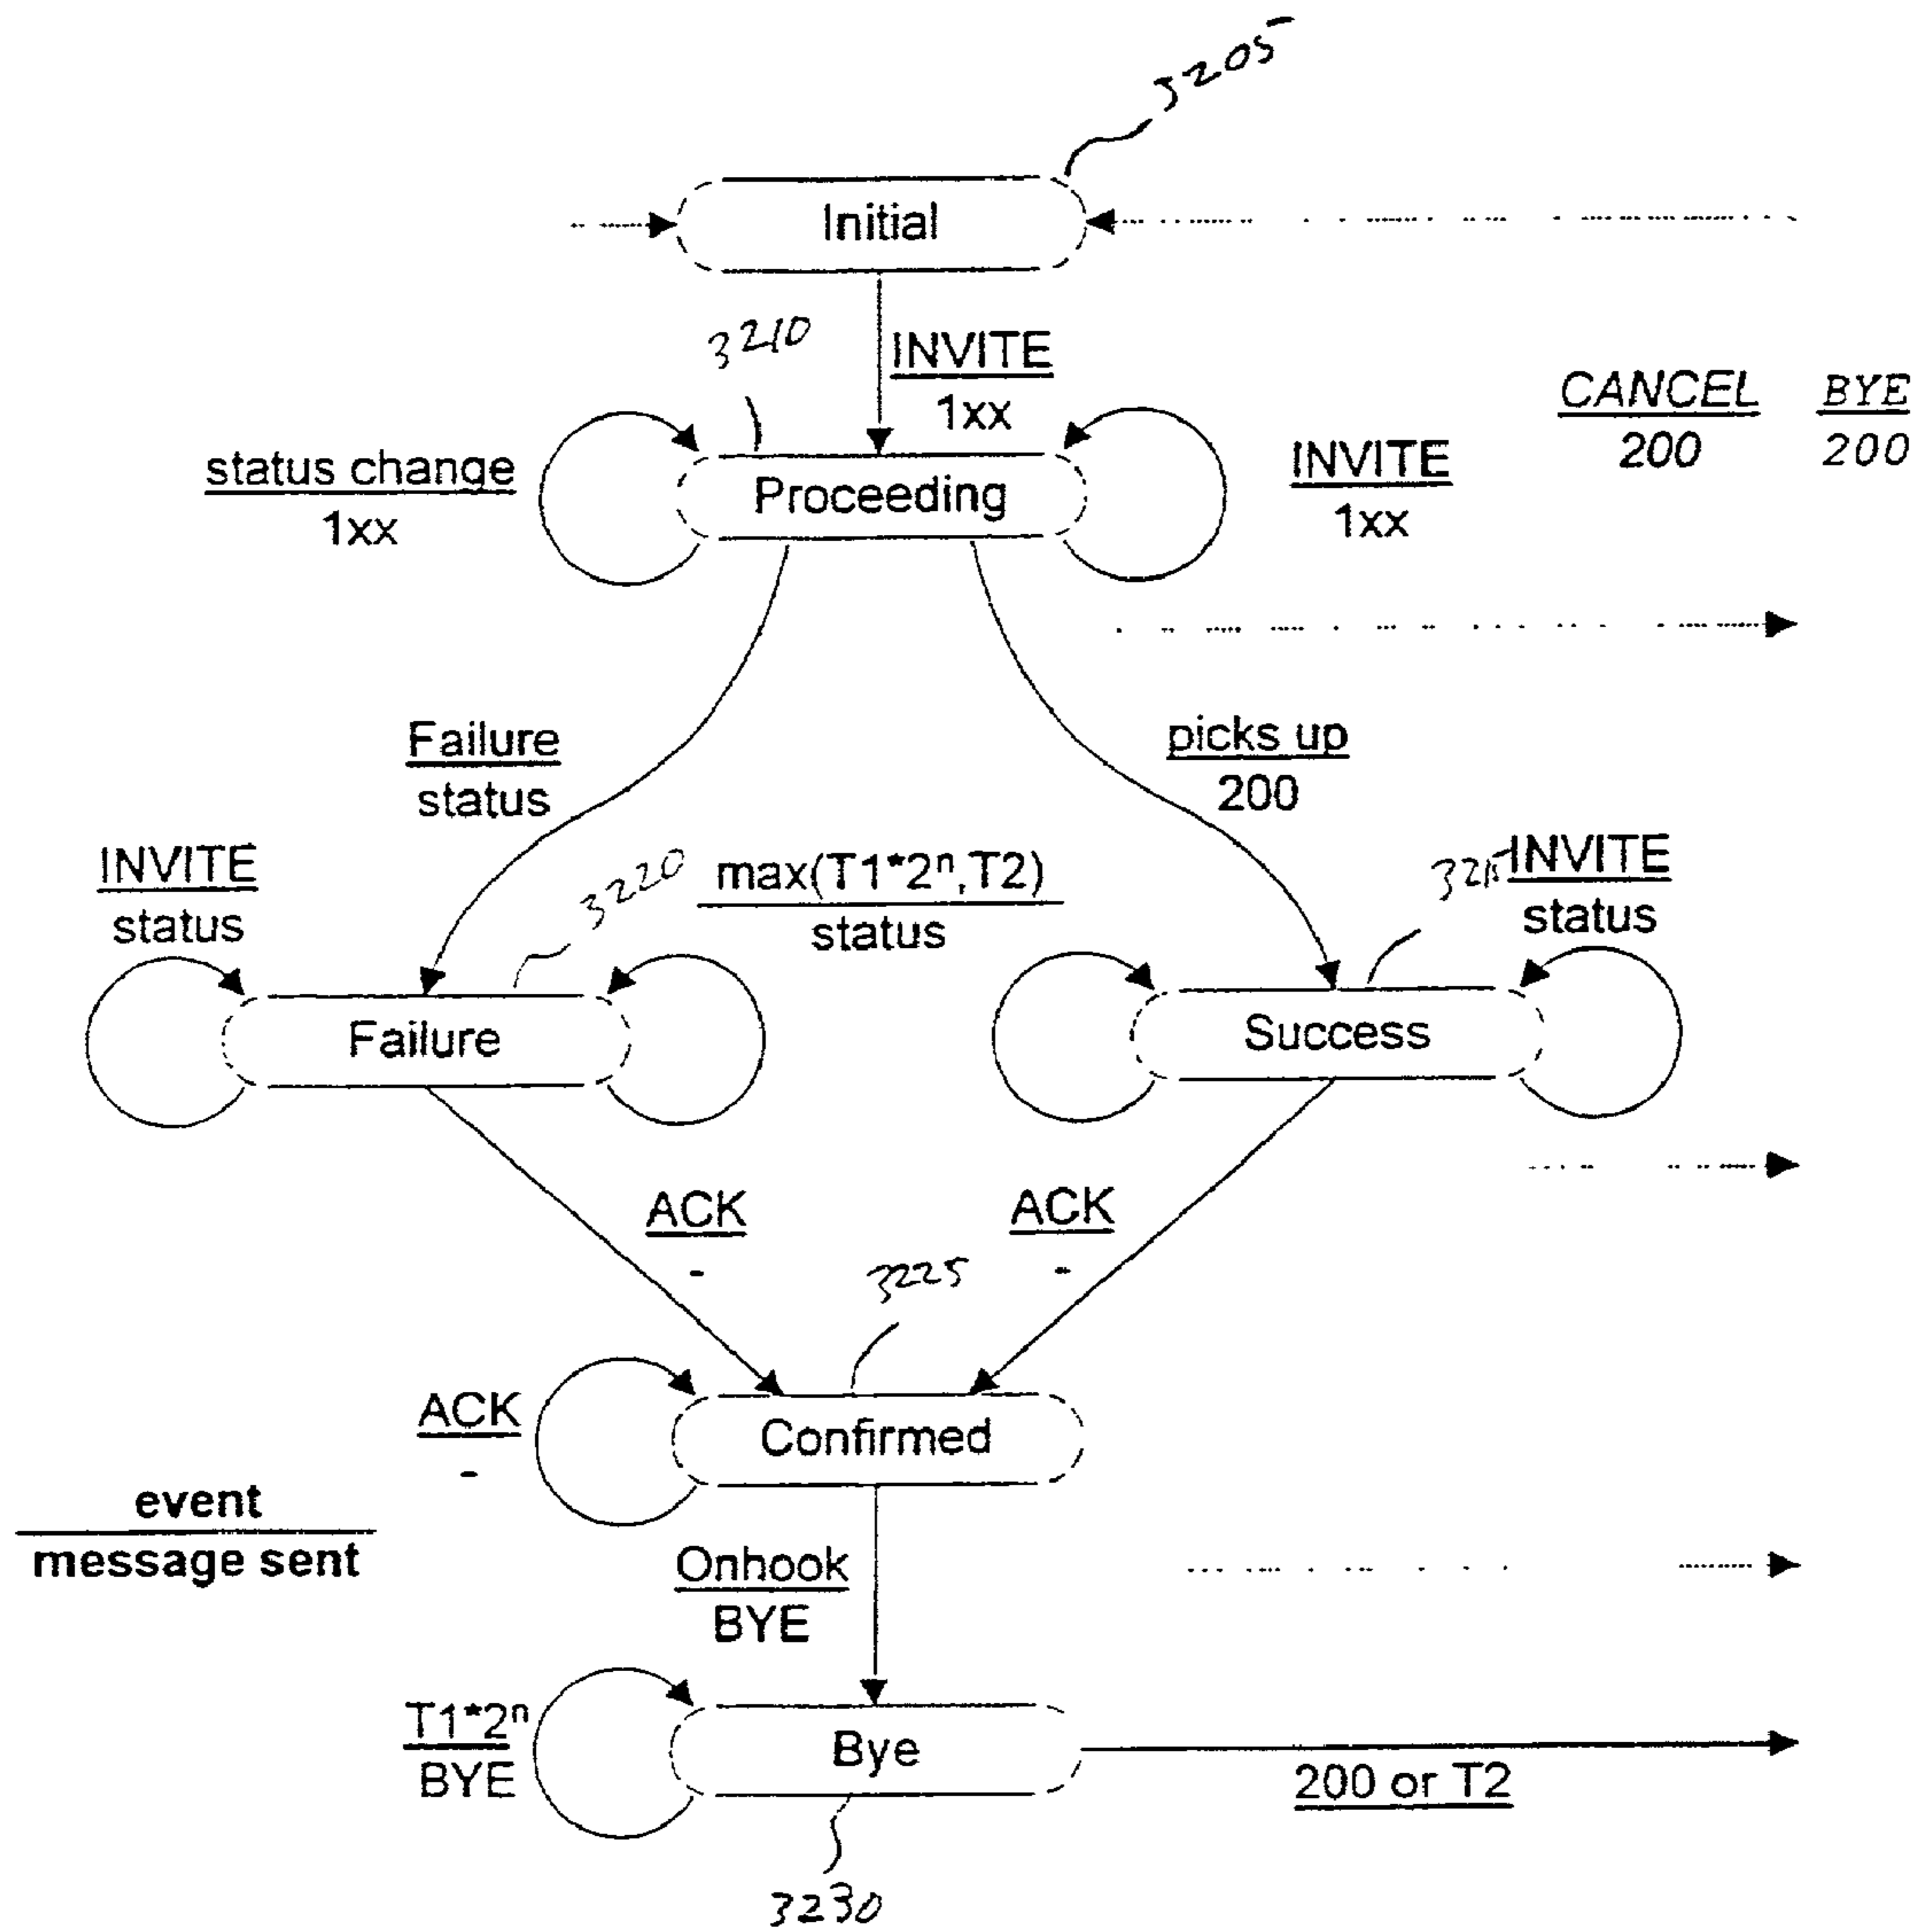 3205
Initial
3210
INVITE
1xx
CANCEL
200
BYE
200
status change
1xx
Proceeding
INVITE
1xx
Failure
status
picks up
200
INVITE
status
3220
max(T1*2ⁿ,T2)
status
INVITE
status
Failure
Success
ACK
-
ACK
-
3225
ACK
-
Confirmed
event
message sent
Onhook
BYE
T1*2ⁿ
BYE
Bye
200 or T2
3230